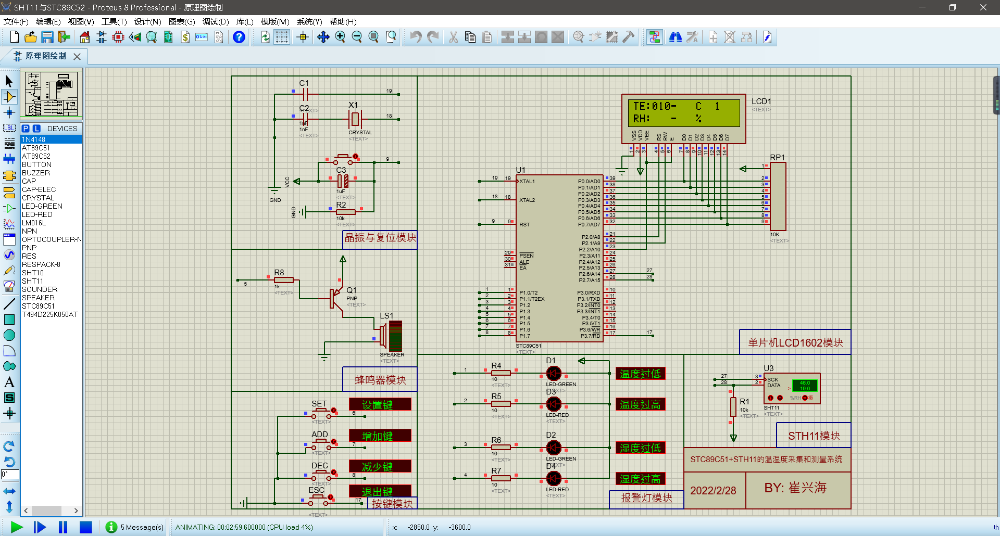 SHT11与STC89C52 - Proteus 8 Professional - 原理图绘制
文件(F) 编辑(E) 视图(V) 工具(T) 设计(N) 图表(G) 调试(D) 库(L) 模版(M) 系统(Y) 帮助(H)
原理图绘制
P L DEVICES
1N4148
AT89C51
AT89C52
BUTTON
BUZZER
CAP
CAP-ELEC
CRYSTAL
LED-GREEN
LED-RED
LM016L
NPN
OPTOCOUPLER-N
PNP
RES
RESPACK-8
SHT10
SHT11
SOUNDER
SPEAKER
STC89C51
T494D225K050AT
C1
19
C2
<TEXT>
1nF
1nF
<TEXT>
X1
18
CRYSTAL
<TEXT>
9
C3
VCC
1uF
<TEXT>
GND
GND
R2
10k
<TEXT>
晶振与复位模块
R8
5
1k
<TEXT>
Q1
PNP
<TEXT>
LS1
SPEAKER
<TEXT>
蜂鸣器模块
SET
6
<TEXT>
设置键
ADD
7
<TEXT>
增加键
DEC
8
<TEXT>
减少键
ESC
17
<TEXT>
退出键
按键模块
TE:010- C 1
RH: - %
LCD1
<TEXT>
VSS VDD VEE RS RW E D0 D1 D2 D3 D4 D5 D6 D7
1 2 3 4 5 6 7 8 9 10 11 12 13 14
RP1
1
2
3
4
5
6
7
8
9
10K
<TEXT>
U1
19 19 XTAL1
18 18 XTAL2
9 9 RST
29 PSEN
30 ALE
31 EA
1 1 P1.0/T2
2 2 P1.1/T2EX
3 3 P1.2
4 4 P1.3
5 5 P1.4
6 6 P1.5
7 7 P1.6
8 8 P1.7
P0.0/AD0 39
P0.1/AD1 38
P0.2/AD2 37
P0.3/AD3 36
P0.4/AD4 35
P0.5/AD5 34
P0.6/AD6 33
P0.7/AD7 32
P2.0/A8 21
P2.1/A9 22
P2.2/A10 23
P2.3/A11 24
P2.4/A12 25
P2.5/A13 26
P2.6/A14 27 27
P2.7/A15 28 28
P3.0/RXD 10
P3.1/TXD 11
P3.2/INT0 12
P3.3/INT1 13
P3.4/T0 14
P3.5/T1 15
P3.6/WR 16
P3.7/RD 17 17
STC89C51
<TEXT>
单片机LCD1602模块
R4
1
10
<TEXT>
D1
LED-GREEN
<TEXT>
温度过低
R5
2
10
<TEXT>
D3
LED-RED
<TEXT>
温度过高
R6
3
10
<TEXT>
D2
LED-GREEN
<TEXT>
湿度过低
R7
4
10
<TEXT>
D4
LED-RED
<TEXT>
湿度过高
报警灯模块
U3
27 3 SCK
28 2 DATA
46.0
> 19.0
%RH
SHT11
<TEXT>
R1
10k
<TEXT>
STH11模块
STC89C51+STH11的温湿度采集和测量系统
2022/2/28
BY: 崔兴海
0°
5 Message(s)
ANIMATING: 00:02:59.600000 (CPU load 4%)
x: -2850.0 y: -3600.0
th